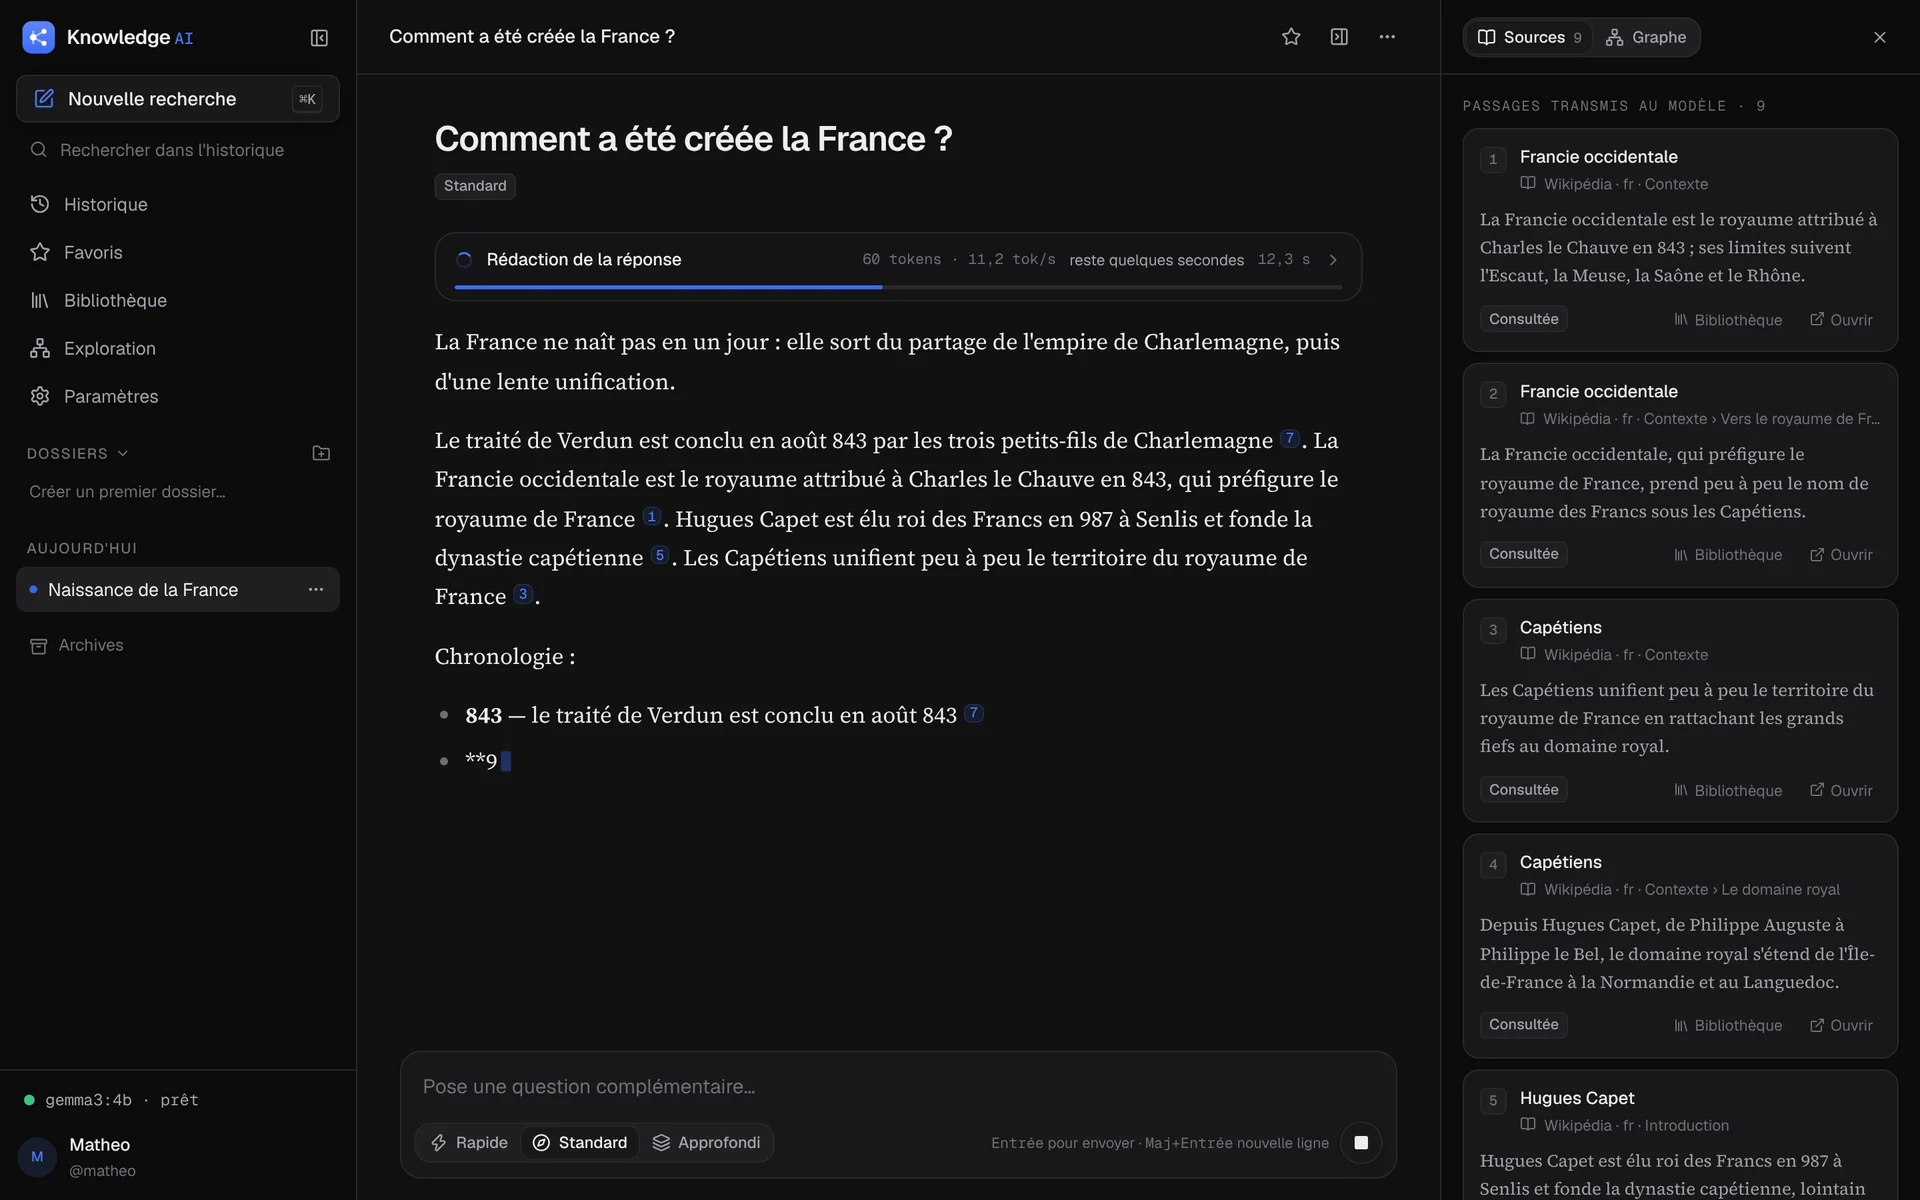 Knowledge AI
Nouvelle recherche
⌘K
Rechercher dans l'historique
Historique
Favoris
Bibliothèque
Exploration
Paramètres
DOSSIERS
Créer un premier dossier…
AUJOURD'HUI
Naissance de la France
Archives
gemma3:4b · prêt
M
Matheo
@matheo
Comment a été créée la France ?
Comment a été créée la France ?
Standard
Rédaction de la réponse
60 tokens · 11,2 tok/s reste quelques secondes 12,3 s
La France ne naît pas en un jour : elle sort du partage de l'empire de Charlemagne, puis
d'une lente unification.
Le traité de Verdun est conclu en août 843 par les trois petits-fils de Charlemagne 7. La
Francie occidentale est le royaume attribué à Charles le Chauve en 843, qui préfigure le
royaume de France 1. Hugues Capet est élu roi des Francs en 987 à Senlis et fonde la
dynastie capétienne 5. Les Capétiens unifient peu à peu le territoire du royaume de
France 3.
Chronologie :
• 843 — le traité de Verdun est conclu en août 843 7
• **9
Pose une question complémentaire…
Rapide
Standard
Approfondi
Entrée pour envoyer · Maj+Entrée nouvelle ligne
Sources 9
Graphe
PASSAGES TRANSMIS AU MODÈLE · 9
1
Francie occidentale
Wikipédia · fr · Contexte
La Francie occidentale est le royaume attribué à
Charles le Chauve en 843 ; ses limites suivent
l'Escaut, la Meuse, la Saône et le Rhône.
Consultée
Bibliothèque
Ouvrir
2
Francie occidentale
Wikipédia · fr · Contexte › Vers le royaume de Fr…
La Francie occidentale, qui préfigure le
royaume de France, prend peu à peu le nom de
royaume des Francs sous les Capétiens.
Consultée
Bibliothèque
Ouvrir
3
Capétiens
Wikipédia · fr · Contexte
Les Capétiens unifient peu à peu le territoire du
royaume de France en rattachant les grands
fiefs au domaine royal.
Consultée
Bibliothèque
Ouvrir
4
Capétiens
Wikipédia · fr · Contexte › Le domaine royal
Depuis Hugues Capet, de Philippe Auguste à
Philippe le Bel, le domaine royal s'étend de l'Île-
de-France à la Normandie et au Languedoc.
Consultée
Bibliothèque
Ouvrir
5
Hugues Capet
Wikipédia · fr · Introduction
Hugues Capet est élu roi des Francs en 987 à
Senlis et fonde la dynastie capétienne, lointain